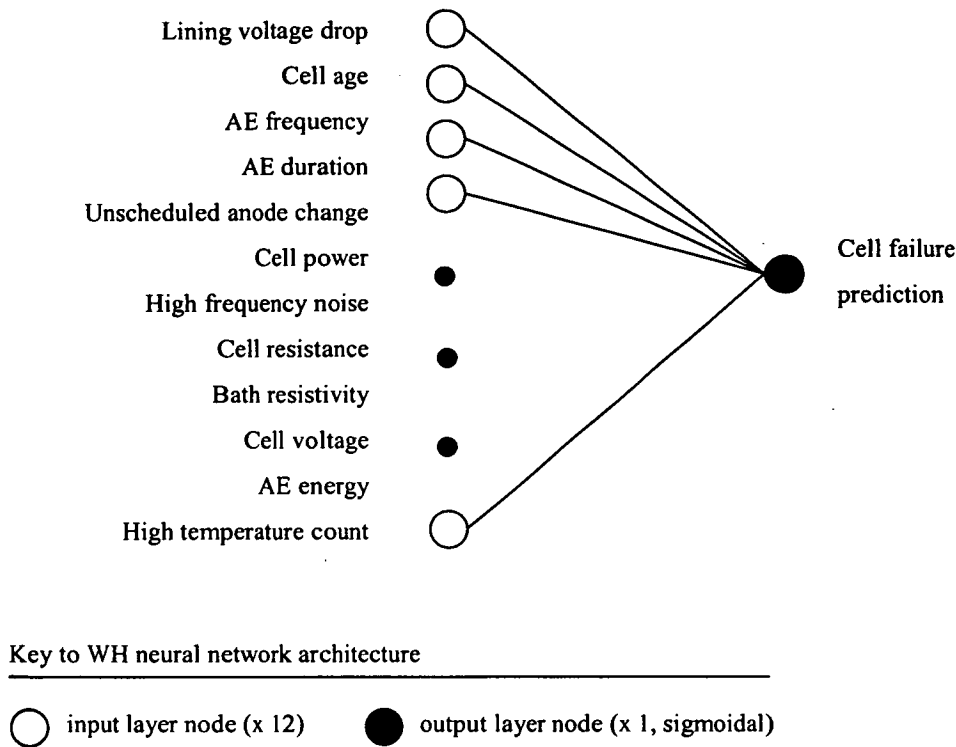 Lining voltage drop
Cell age
AE frequency
AE duration
Unscheduled anode change
Cell power
High frequency noise
Cell resistance
Bath resistivity
Cell voltage
AE energy
High temperature count
Cell failure
prediction
Key to WH neural network architecture
input layer node (x 12)
output layer node (x 1, sigmoidal)